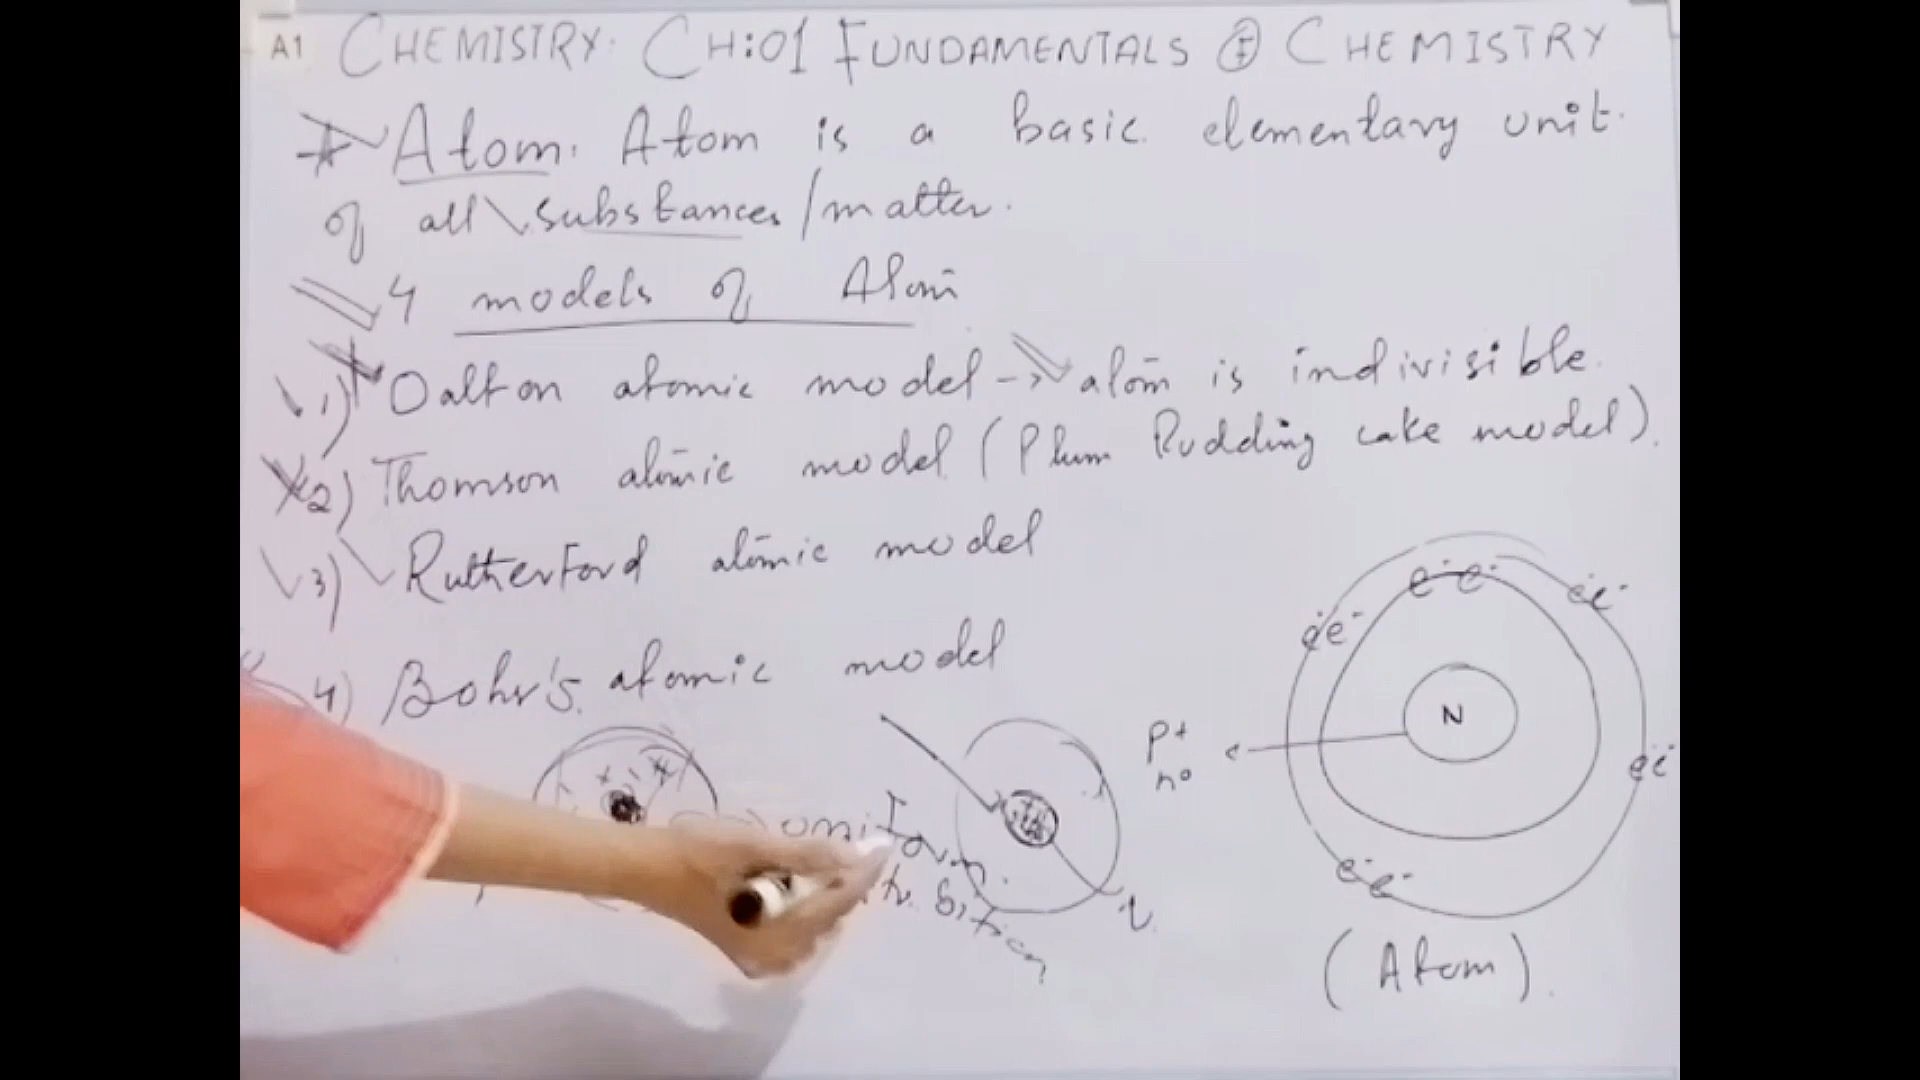 A1 CHEMISTRY: CH:01 FUNDAMENTALS OF CHEMISTRY
Atom. Atom is a basic elementary unit
of all substances/matter.
4 models of Atom
1) Dalton atomic model -> atom is indivisible.
2) Thomson atomic model (Plum Pudding cake model).
3) Rutherford atomic model
4) Bohr's atomic model
uniform
e- e-
e- e-
e- e-
N
P+
n°
e- e-
e- e-
(Atom).